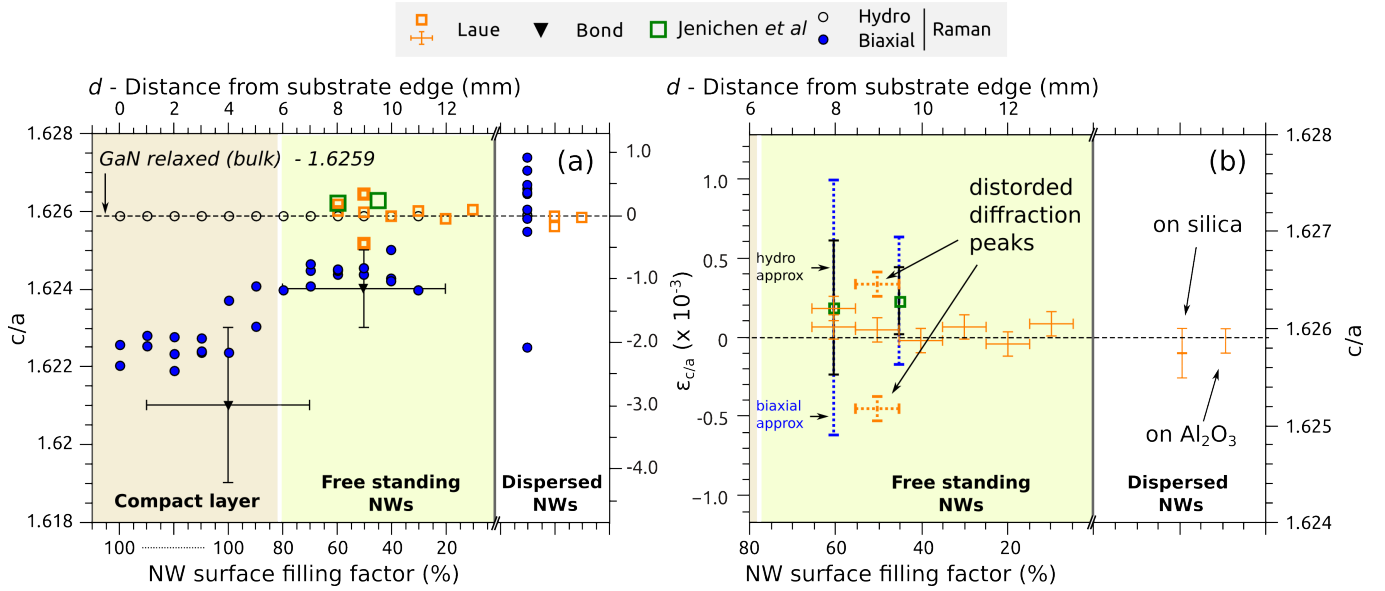 Laue
Bond
Jenichen et al
Hydro
Biaxial
Raman
d - Distance from substrate edge (mm)
0 2 4 6 8 10 12
1.628
1.626
1.624
1.622
1.62
1.618
c/a
GaN relaxed (bulk) - 1.6259
(a)
1.0
0
-1.0
-2.0
-3.0
-4.0
Compact layer
Free standing
NWs
Dispersed
NWs
100 100 80 60 40 20
NW surface filling factor (%)
d - Distance from substrate edge (mm)
6 8 10 12
ε_c/a (x 10⁻³)
1.0
0.5
0
-0.5
−1.0
hydro
approx
biaxial
approx
distorded
diffraction
peaks
(b)
on silica
on Al₂O₃
Free standing
NWs
Dispersed
NWs
1.628
1.627
1.626
1.625
1.624
c/a
80 60 40 20
NW surface filling factor (%)